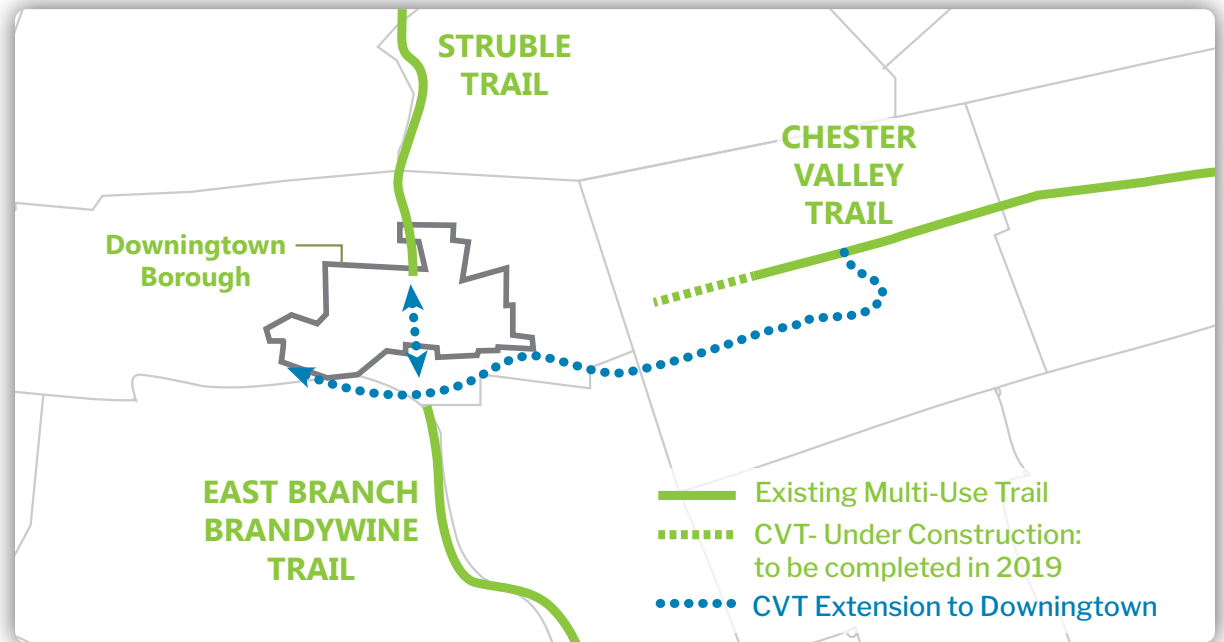 STRUBLE
TRAIL
CHESTER
VALLEY
TRAIL
Downingtown
Borough
EAST BRANCH
BRANDYWINE
TRAIL
Existing Multi-Use Trail
CVT- Under Construction:
to be completed in 2019
CVT Extension to Downingtown